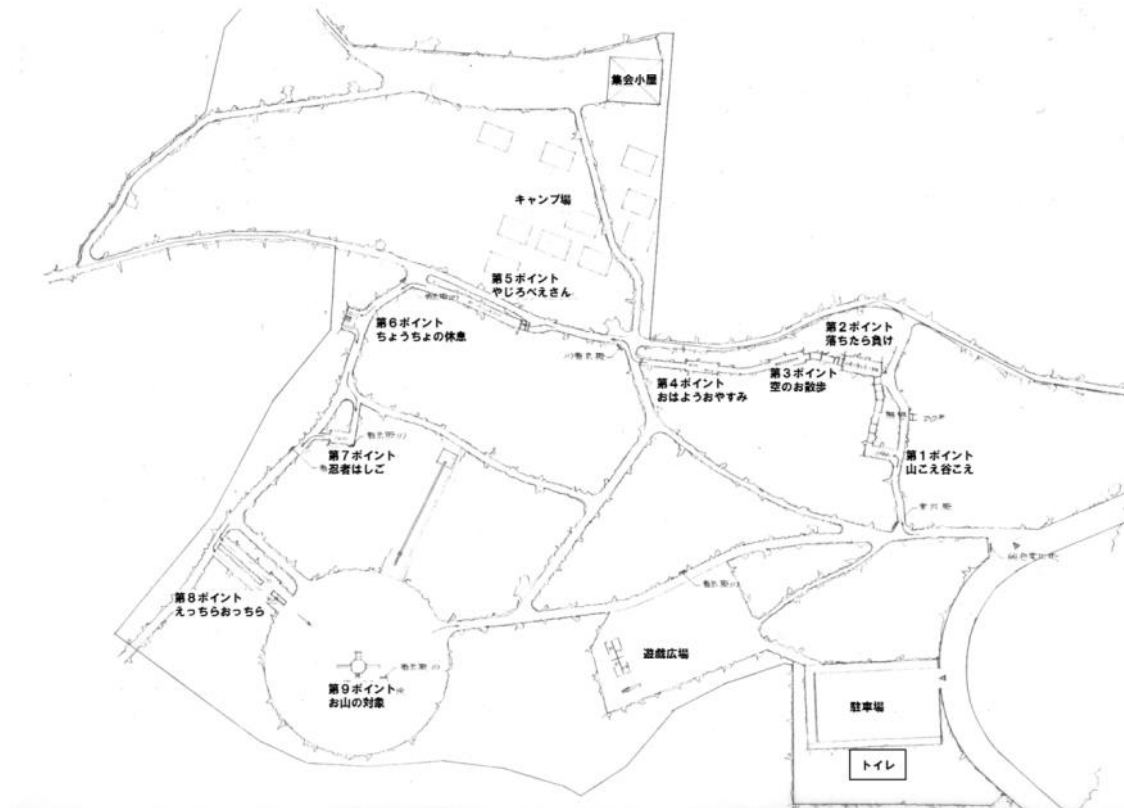 集会小屋
キャンプ場
第5ポイント
やじろべえさん
第6ポイント
ちょうちょの休息
第2ポイント
落ちたら負け
第3ポイント
空のお散歩
第4ポイント
おはようおやすみ
第1ポイント
山こえ谷こえ
第7ポイント
忍者はしご
第8ポイント
えっちらおっちら
第9ポイント
お山の対象
遊戯広場
駐車場
トイレ